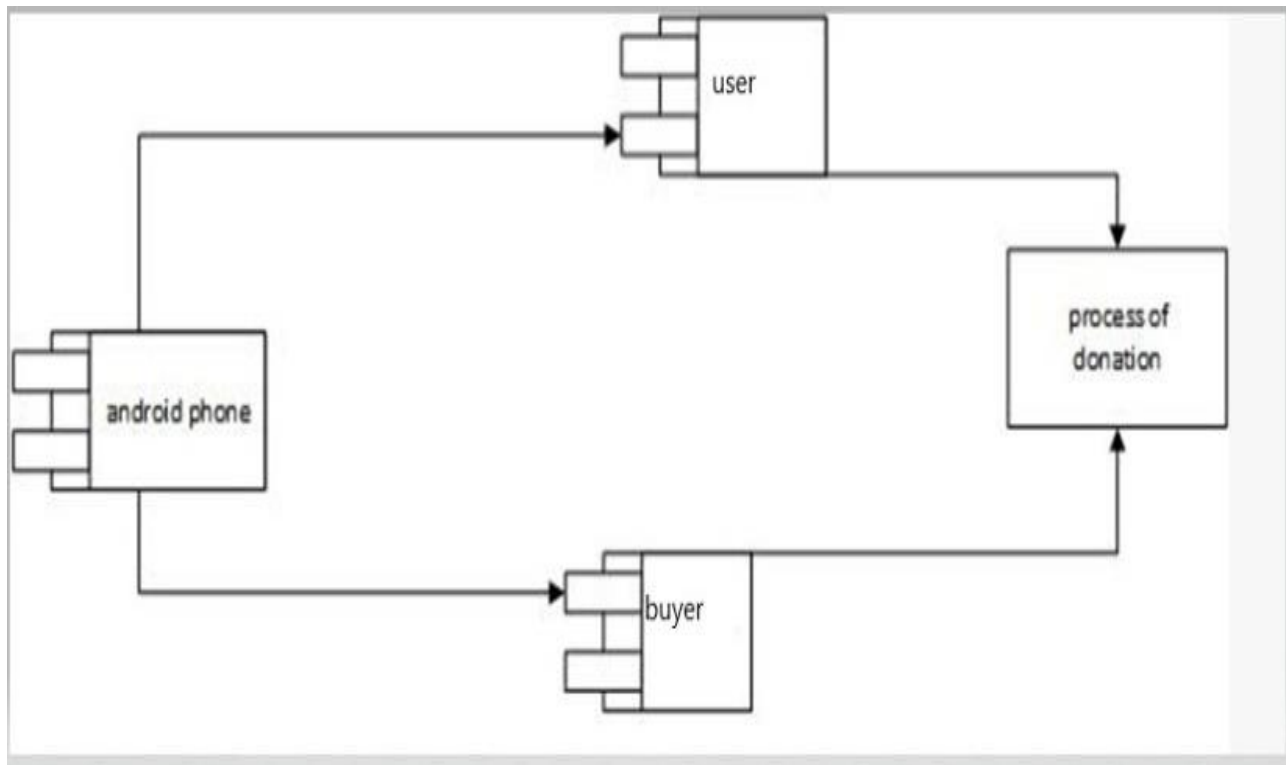 user
process of
donation
android phone
buyer